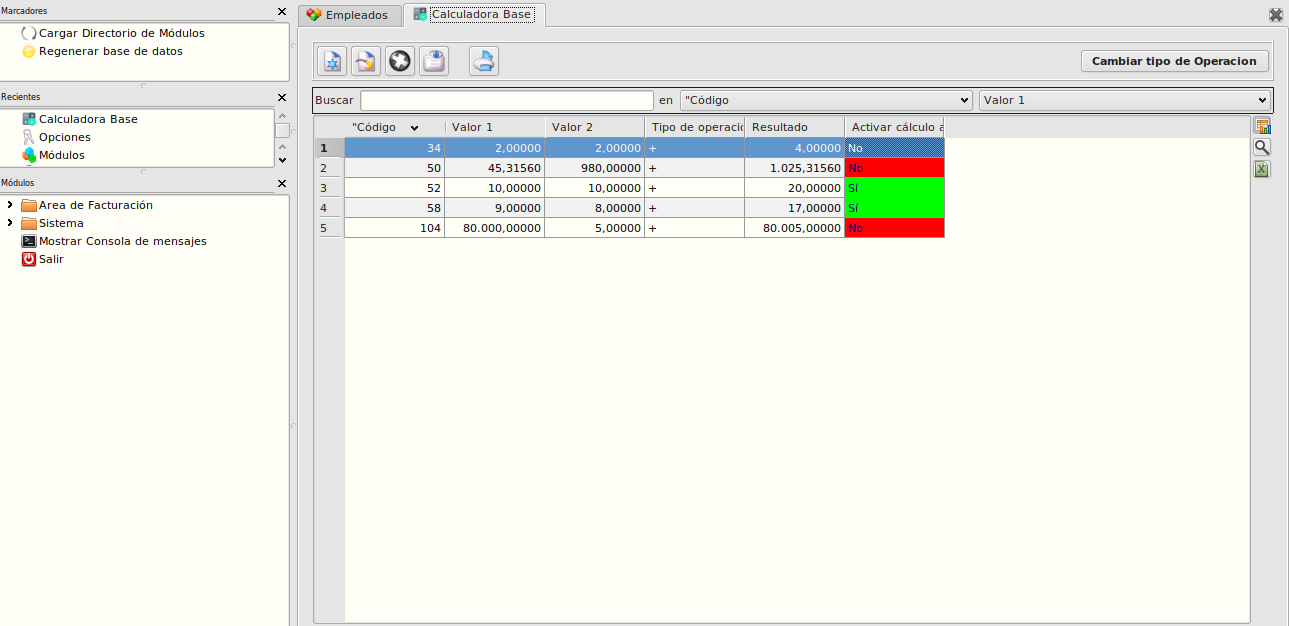 Marcadores
Cargar Directorio de Módulos
Regenerar base de datos
Recientes
Calculadora Base
Opciones
Módulos
Módulos
Area de Facturación
Sistema
Mostrar Consola de mensajes
Salir
Empleados Calculadora Base
Cambiar tipo de Operacion
Buscar en "Código Valor 1
"Código Valor 1 Valor 2 Tipo de operació Resultado Activar cálculo a
1 34 2,00000 2,00000 + 4,00000 No
2 50 45,31560 980,00000 + 1.025,31560 No
3 52 10,00000 10,00000 + 20,00000 Sí
4 58 9,00000 8,00000 + 17,00000 Sí
5 104 80.000,00000 5,00000 + 80.005,00000 No